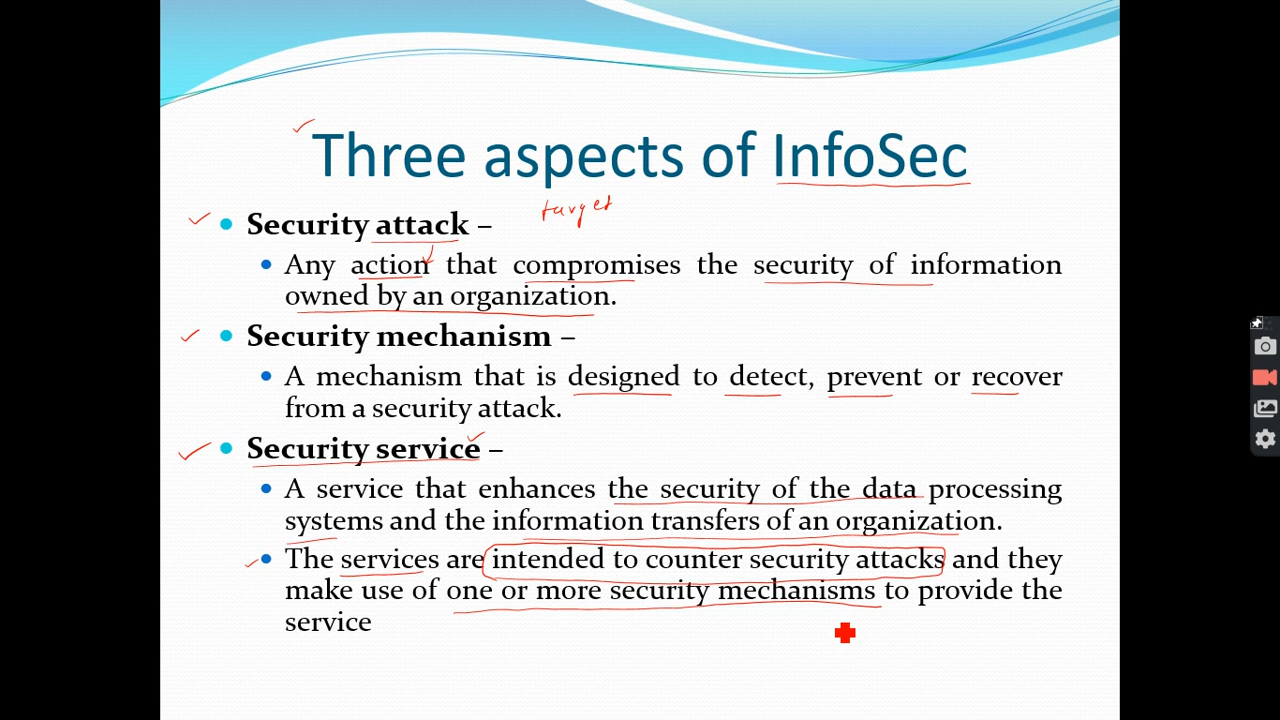 Three aspects of InfoSec
target
Security attack –
Any action that compromises the security of information
owned by an organization.
Security mechanism –
A mechanism that is designed to detect, prevent or recover
from a security attack.
Security service –
A service that enhances the security of the data processing
systems and the information transfers of an organization.
The services are intended to counter security attacks and they
make use of one or more security mechanisms to provide the
service